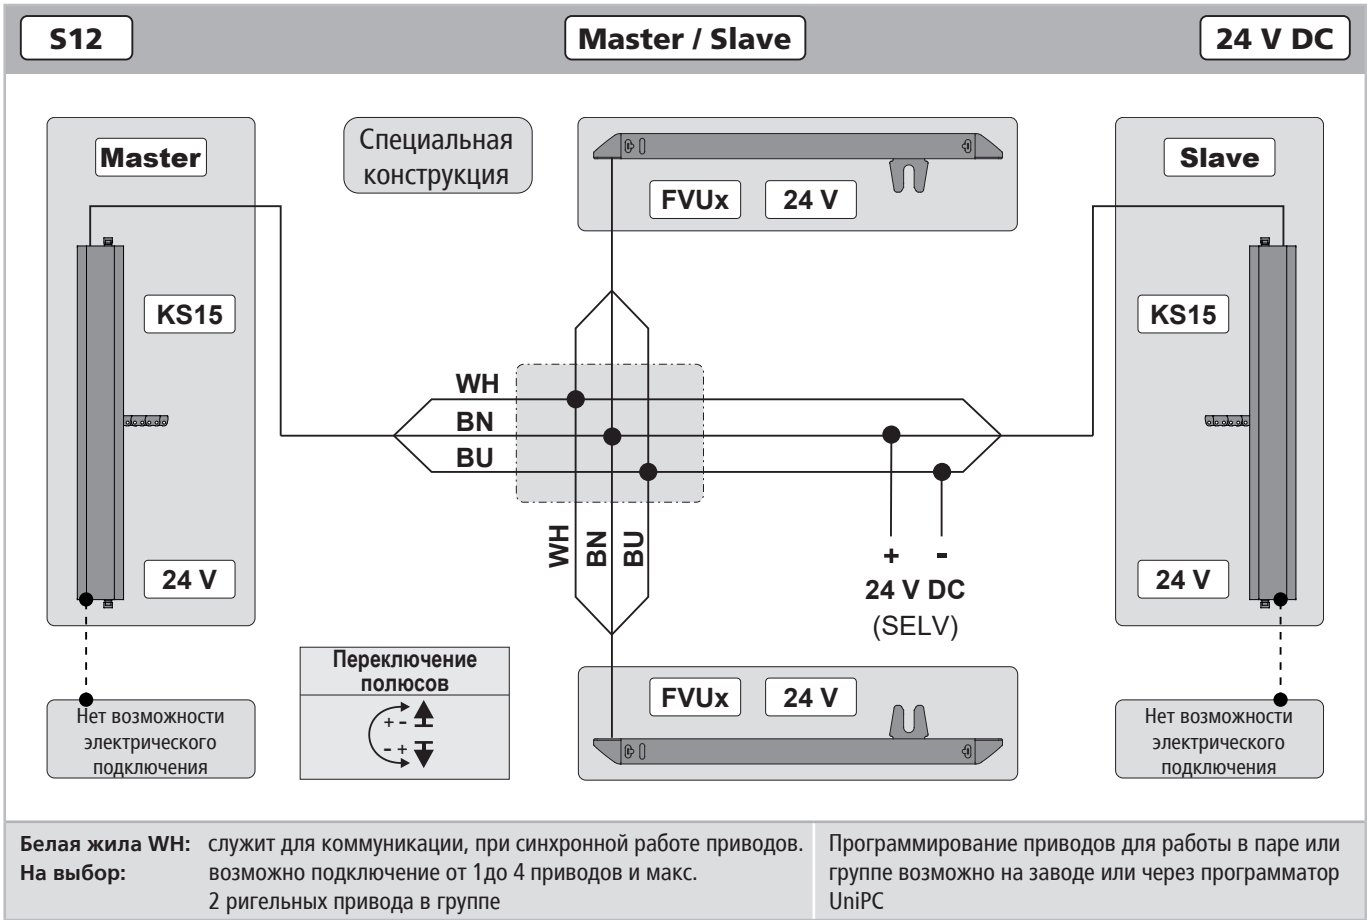 S12
Master / Slave
24 V DC
Master
Специальная
конструкция
FVUx
24 V
Slave
KS15
KS15
WH
BN
BU
WH
BN
BU
+
-
24 V DC
(SELV)
24 V
24 V
Переключение
полюсов
+ -
- +
FVUx
24 V
Нет возможности
электрического
подключения
Нет возможности
электрического
подключения
Белая жила WH: служит для коммуникации, при синхронной работе приводов.
На выбор: возможно подключение от 1до 4 приводов и макс.
2 ригельных привода в группе
Программирование приводов для работы в паре или
группе возможно на заводе или через программатор
UniPC